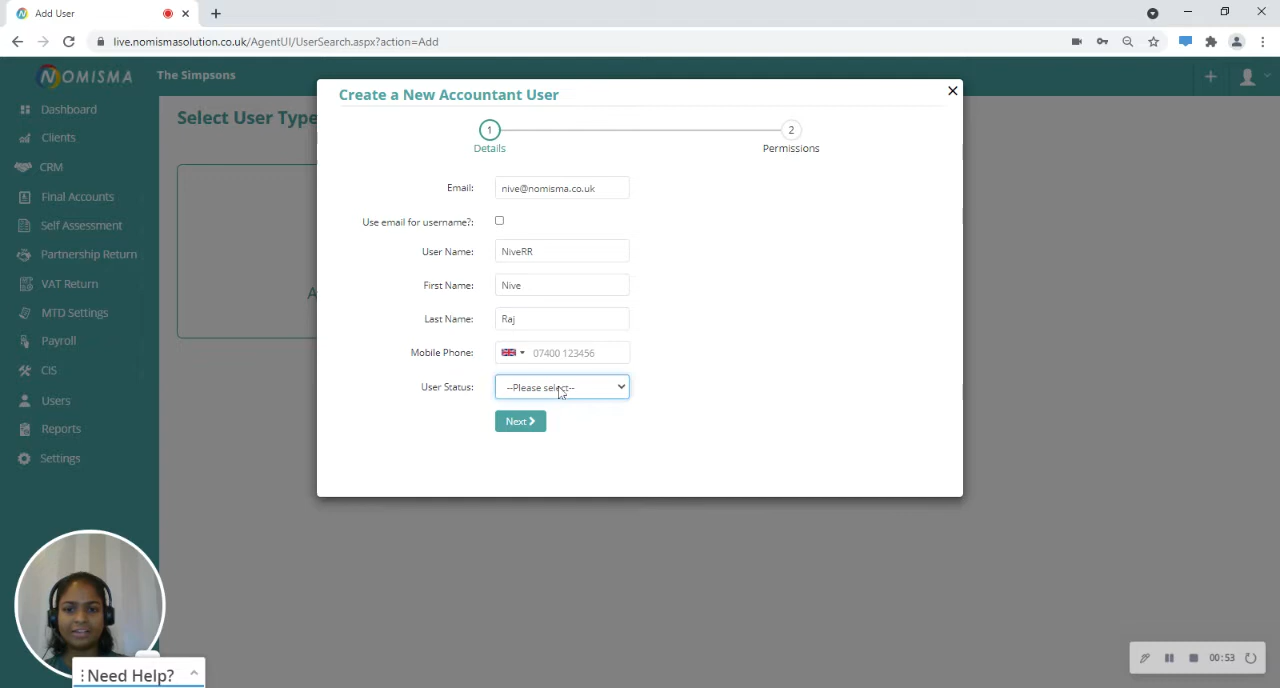 Add User
live.nomismasolution.co.uk/AgentUI/UserSearch.aspx?action=Add
NOMISMA
The Simpsons
Dashboard
Clients
CRM
Final Accounts
Self Assessment
Partnership Return
VAT Return
MTD Settings
Payroll
CIS
Users
Reports
Settings
Select User Type
A
Create a New Accountant User
1
2
Details
Permissions
Email:
nive@nomisma.co.uk
Use email for username?:
User Name:
NiveRR
First Name:
Nive
Last Name:
Raj
Mobile Phone:
07400 123456
User Status:
--Please select--
Next
Need Help?
00:53